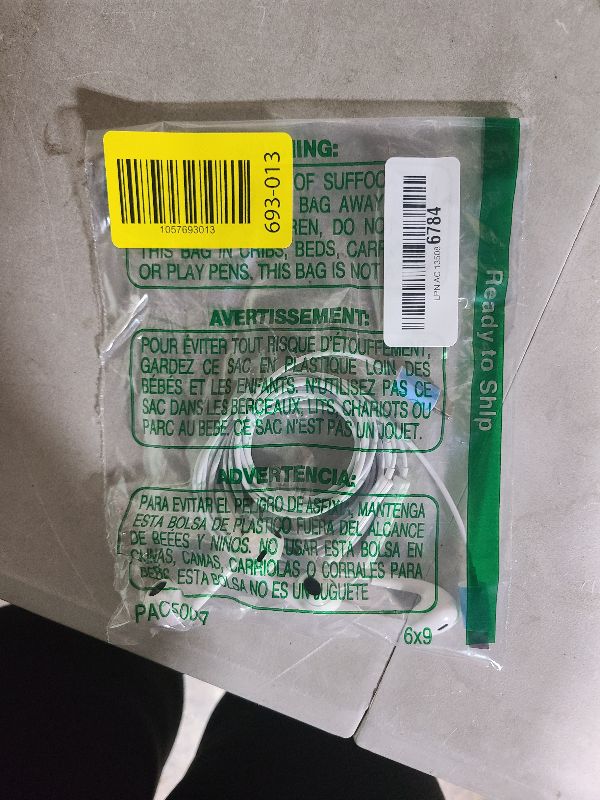 NING:
OF SUFFOC
BAG AWAY
REN, DO NO
THIS BAG IN CRIBS, BEDS, CARR
OR PLAY PENS. THIS BAG IS NOT
1057693013
693-013
6784
Ready to Ship
AVERTISSEMENT:
POUR ÉVITER TOUT RISQUE D'ÉTOUFFEMENT,
GARDEZ CE SAC EN PLASTIQUE LOIN DES
BÉBÉS ET LES ENFANTS. N'UTILISEZ PAS CE
SAC DANS LES BERCEAUX, LITS, CHARIOTS OU
PARC AU BEBE. CE SAC N'EST PAS UN JOUET.
ADVERTENCIA:
PARA EVITAR EL PELIGRO DE ASFIXIA, MANTENGA
ESTA BOLSA DE PLASTICO FUERA DEL ALCANCE
DE BEBES Y NIÑOS. NO USAR ESTA BOLSA EN
CUNAS, CAMAS, CARRIOLAS O CORRALES PARA
BEBE. ESTA BOLSA NO ES UN JUGUETE
6x9